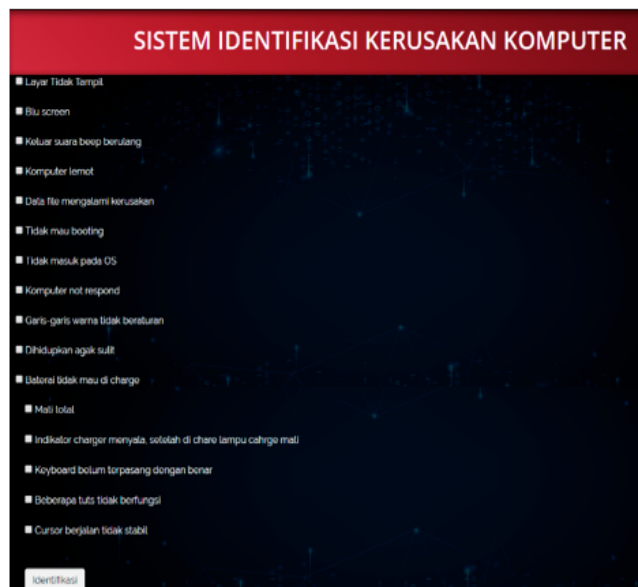 SISTEM IDENTIFIKASI KERUSAKAN KOMPUTER
Layar Tidak Tampil
Blu screen
Keluar suara beep berulang
Komputer lemot
Data file mengalami kerusakan
Tidak mau booting
Tidak masuk pada OS
Komputer not respond
Garis-garis warna tidak beraturan
Dihidupkan agak sulit
Baterai tidak mau di charge
Mati total
Indikator charger menyala, setelah di chare lampu cahrge mati
Keyboard belum terpasang dengan benar
Beberapa tuts tidak berfungsi
Cursor berjalan tidak stabil
Identifikasi